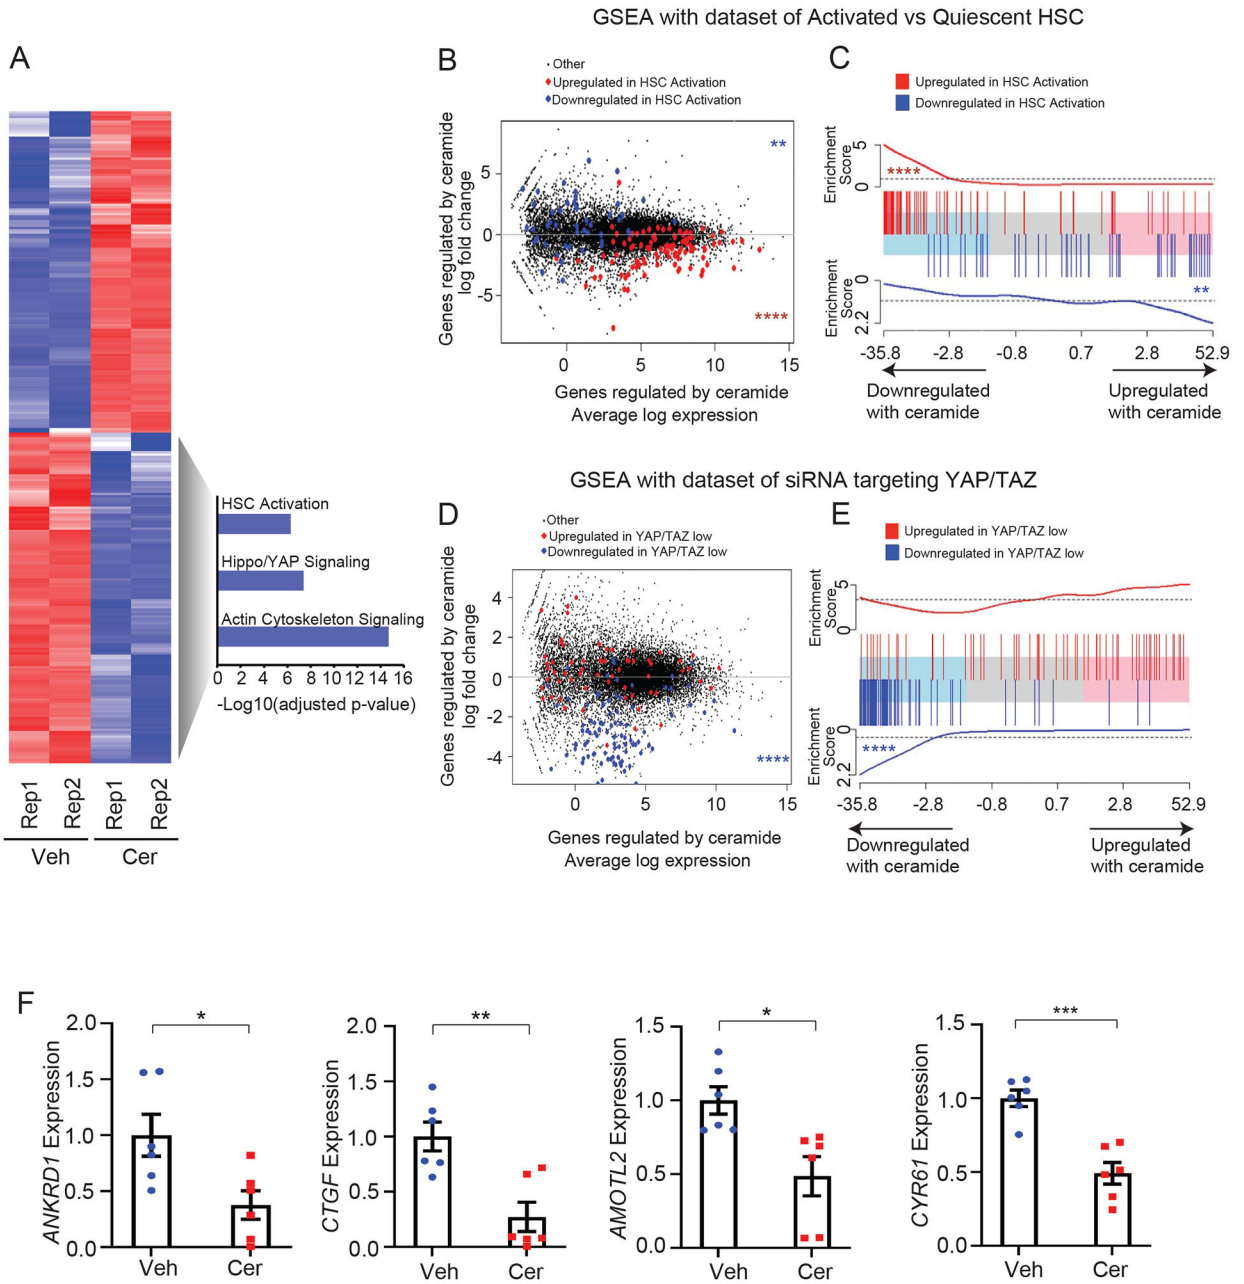 GSEA with dataset of Activated vs Quiescent HSC
A
Rep1
Rep2
Rep1
Rep2
Veh
Cer
HSC Activation
Hippo/YAP Signaling
Actin Cytoskeleton Signaling
0 2 4 6 8 10 12 14 16
-Log10(adjusted p-value)
B
Other
Upregulated in HSC Activation
Downregulated in HSC Activation
Genes regulated by ceramide
log fold change
5
0
-5
**
****
0 5 10 15
Genes regulated by ceramide
Average log expression
C
Upregulated in HSC Activation
Downregulated in HSC Activation
Enrichment
Score
5
0
****
Enrichment
Score
0
2.2
**
-35.8 -2.8 -0.8 0.7 2.8 52.9
Downregulated
with ceramide
Upregulated
with ceramide
GSEA with dataset of siRNA targeting YAP/TAZ
D
Other
Upregulated in YAP/TAZ low
Downregulated in YAP/TAZ low
Genes regulated by ceramide
log fold change
4
2
0
-2
-4
****
0 5 10 15
Genes regulated by ceramide
Average log expression
E
Upregulated in YAP/TAZ low
Downregulated in YAP/TAZ low
Enrichment
Score
5
0
Enrichment
Score
0
2.2
****
-35.8 -2.8 -0.8 0.7 2.8 52.9
Downregulated
with ceramide
Upregulated
with ceramide
F
ANKRD1 Expression
2.0
1.5
1.0
0.5
0.0
*
Veh Cer
CTGF Expression
2.0
1.5
1.0
0.5
0.0
**
Veh Cer
AMOTL2 Expression
1.5
1.0
0.5
0.0
*
Veh Cer
CYR61 Expression
1.5
1.0
0.5
0.0
***
Veh Cer